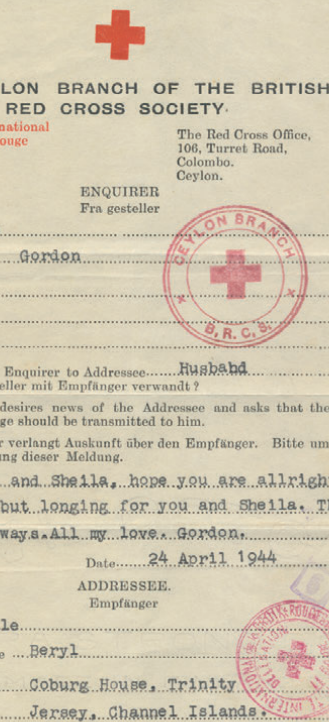 LON BRANCH OF THE BRITISH
RED CROSS SOCIETY.
national
ouge
The Red Cross Office,
106, Turret Road,
Colombo.
Ceylon.
ENQUIRER
Fra gesteller
CEYLON BRANCH
B.R.C.S.
Gordon
Enquirer to Addressee Husbahd
eller mit Empfänger verwandt ?
desires news of the Addressee and asks that the
ge should be transmitted to him.
r verlangt Auskunft über den Empfänger. Bitte um
ung dieser Meldung.
and Sheila, hope you are allright
but longing for you and Sheila. Th
ways.All my love. Gordon.
Date 24 April 1944
ADDRESSEE.
Empfänger
le
e Beryl
Coburg House, Trinity
Jersey, Channel Islands.